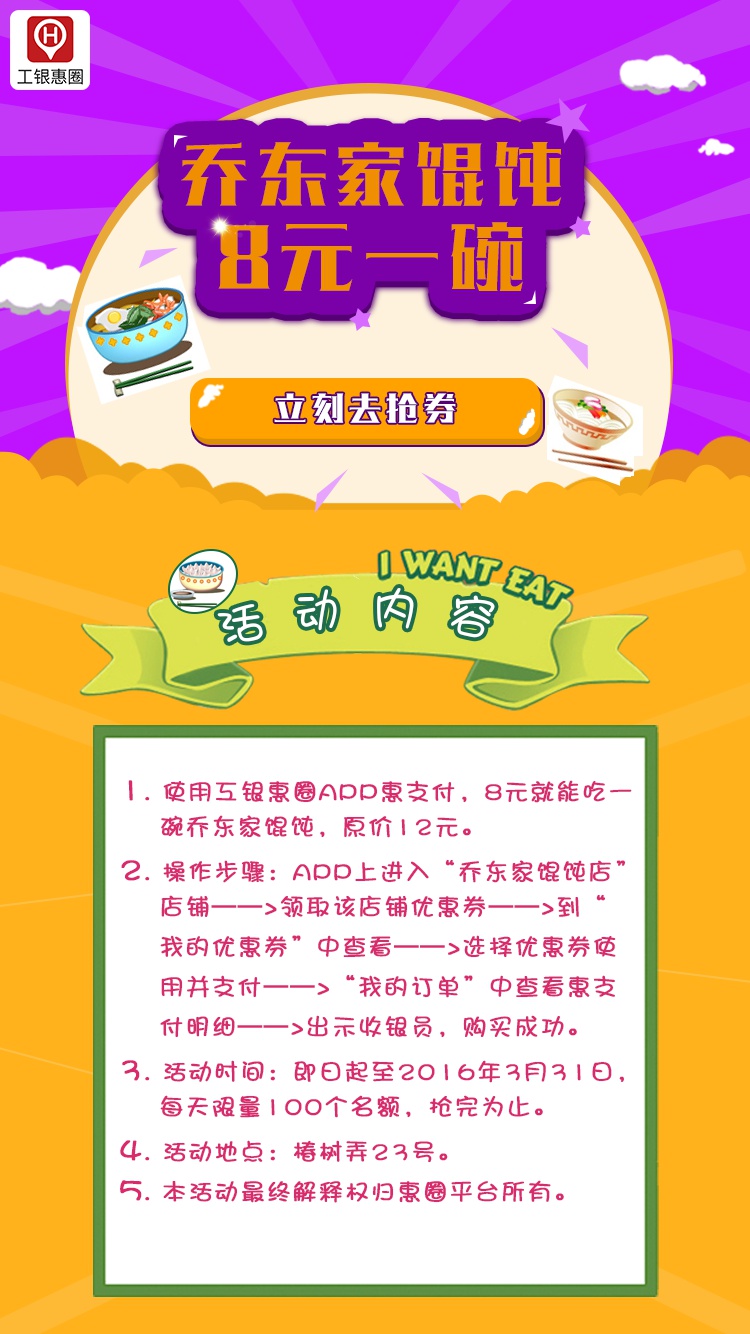 工银惠圈
乔东家馄饨
8元一碗
立刻去抢券
I WANT EAT
活动内容
1. 使用互银惠圈APP惠支付，8元就能吃一
碗乔东家馄饨，原价12元。
2. 操作步骤：APP上进入“乔东家馄饨店”
店铺——>领取该店铺优惠券——>到“
我的优惠券”中查看——>选择优惠券使
用并支付——>“我的订单”中查看惠支
付明细——>出示收银员，购买成功。
3. 活动时间：即日起至2016年3月31日，
每天限量100个名额，抢完为止。
4. 活动地点：椿树弄23号。
5. 本活动最终解释权归惠圈平台所有。